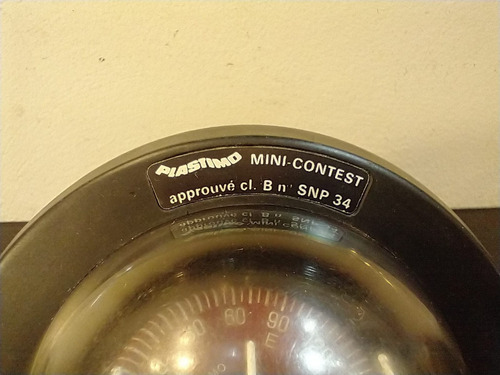 PLASTIMO MINI-CONTEST
approuvé cl. B n° SNP 34
60 90
E